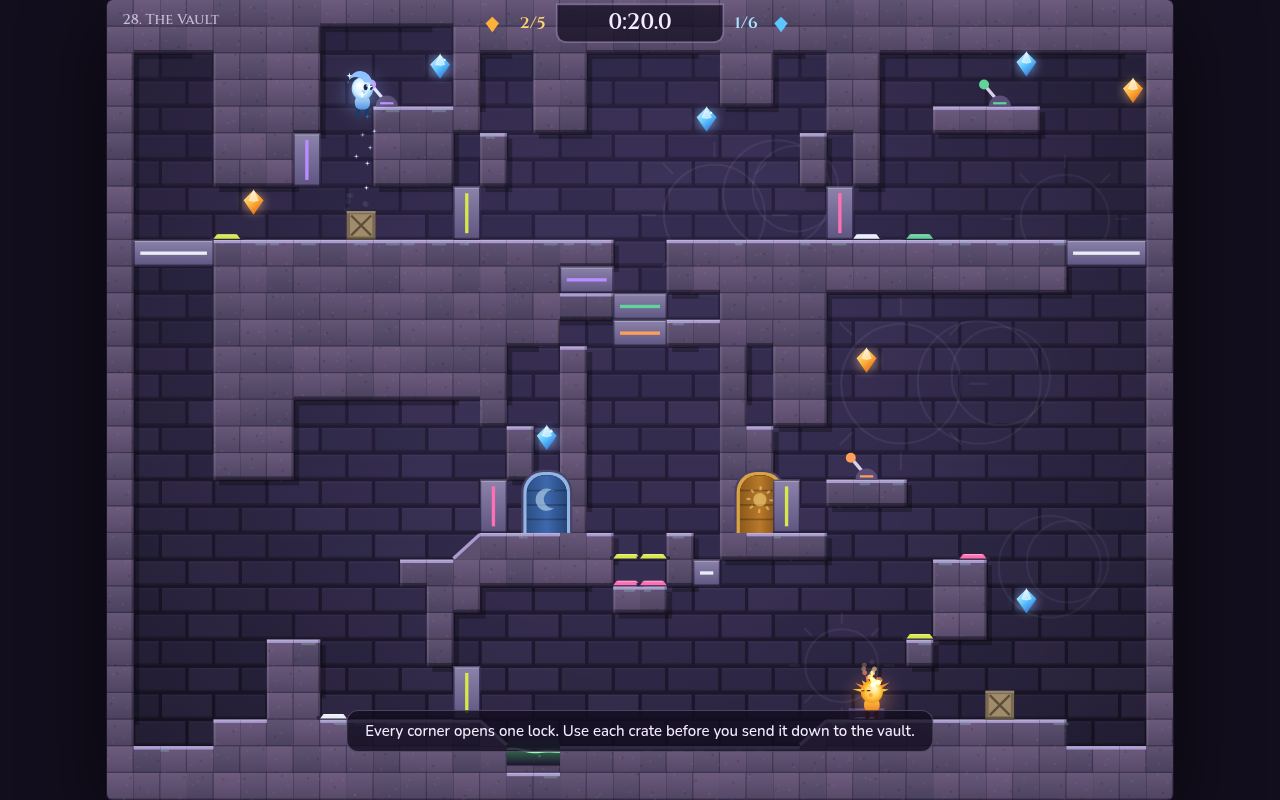 28. The Vault
2/5
0:20.0
1/6
Every corner opens one lock. Use each crate before you send it down to the vault.